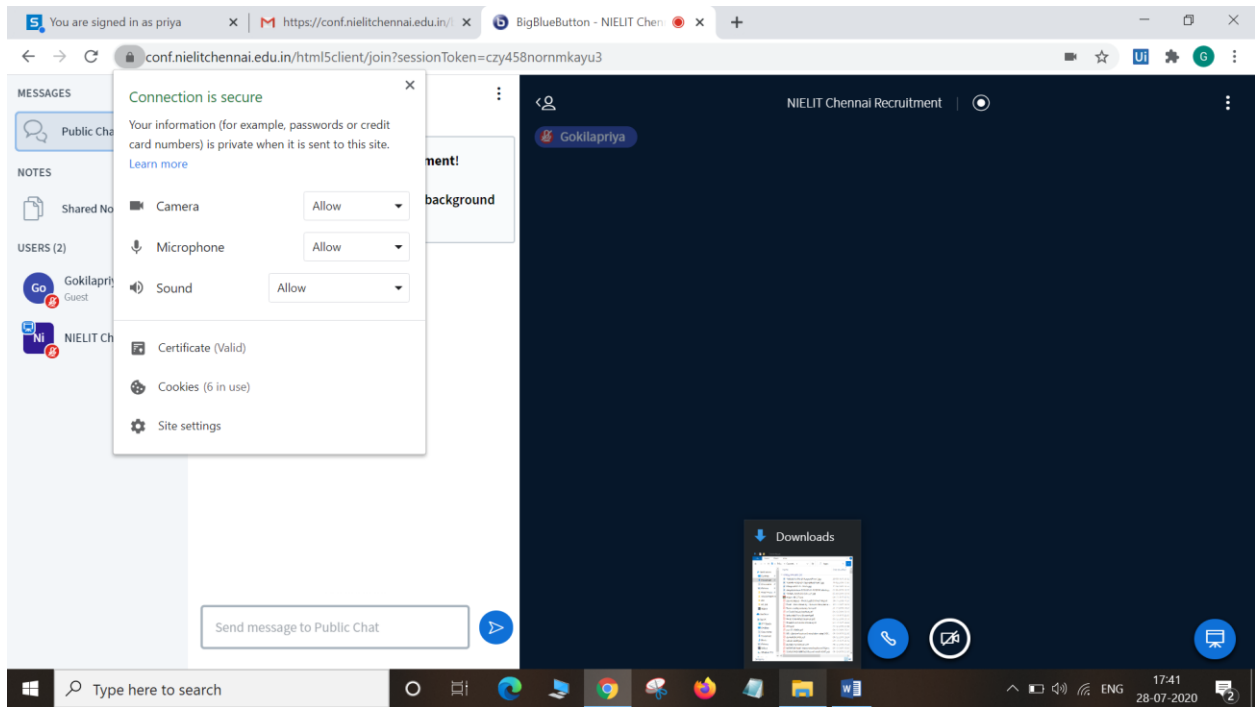 You are signed in as priya
https://conf.nielitchennai.edu.in/
BigBlueButton - NIELIT Chen
conf.nielitchennai.edu.in/html5client/join?sessionToken=czy458nornmkayu3
Ui
G
MESSAGES
Public Cha
NOTES
Shared No
USERS (2)
Go
Gokilapriy
Guest
Ni
NIELIT Ch
Connection is secure
Your information (for example, passwords or credit
card numbers) is private when it is sent to this site.
Learn more
Camera Allow
Microphone Allow
Sound Allow
Certificate (Valid)
Cookies (6 in use)
Site settings
ment!
background
Send message to Public Chat
NIELIT Chennai Recruitment
Gokilapriya
Downloads
Type here to search
ENG
17:41
28-07-2020
2